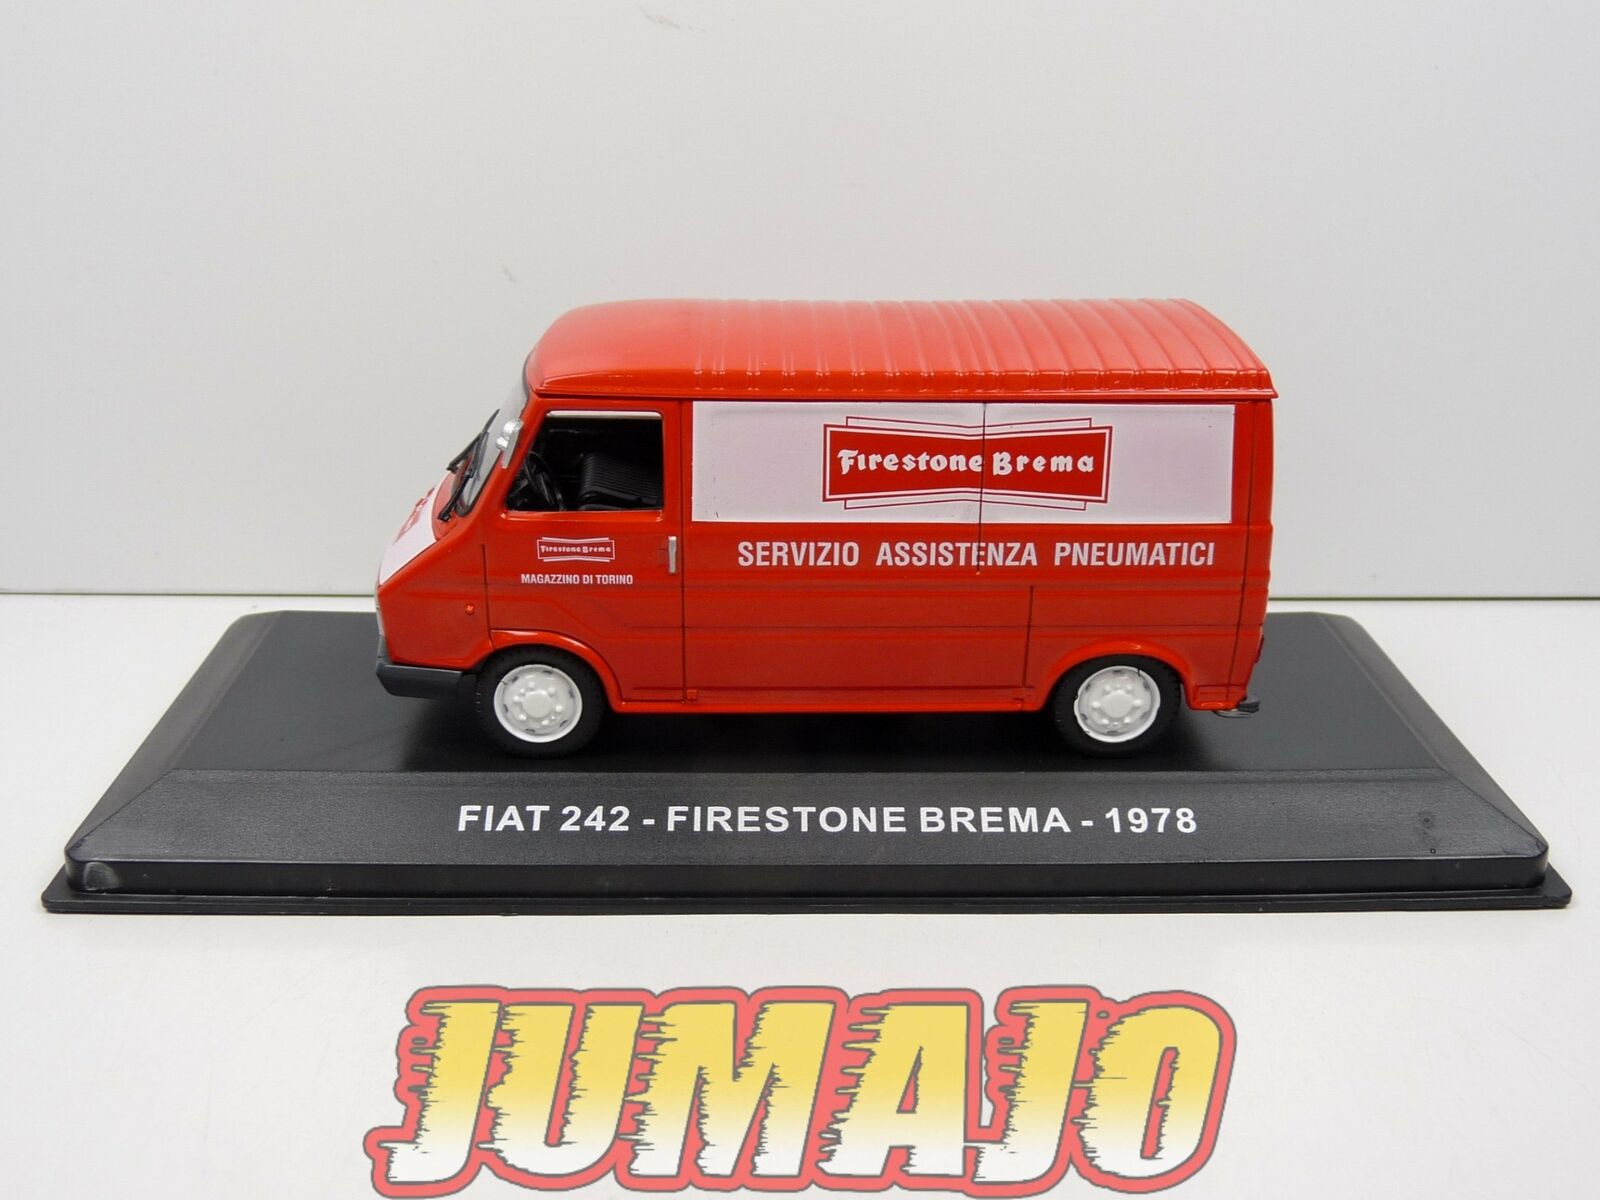 Firestone Brema
SERVIZIO ASSISTENZA PNEUMATICI
Firestone Brema
MAGAZZINO DI TORINO
FIAT 242 - FIRESTONE BREMA - 1978
JUMAJO